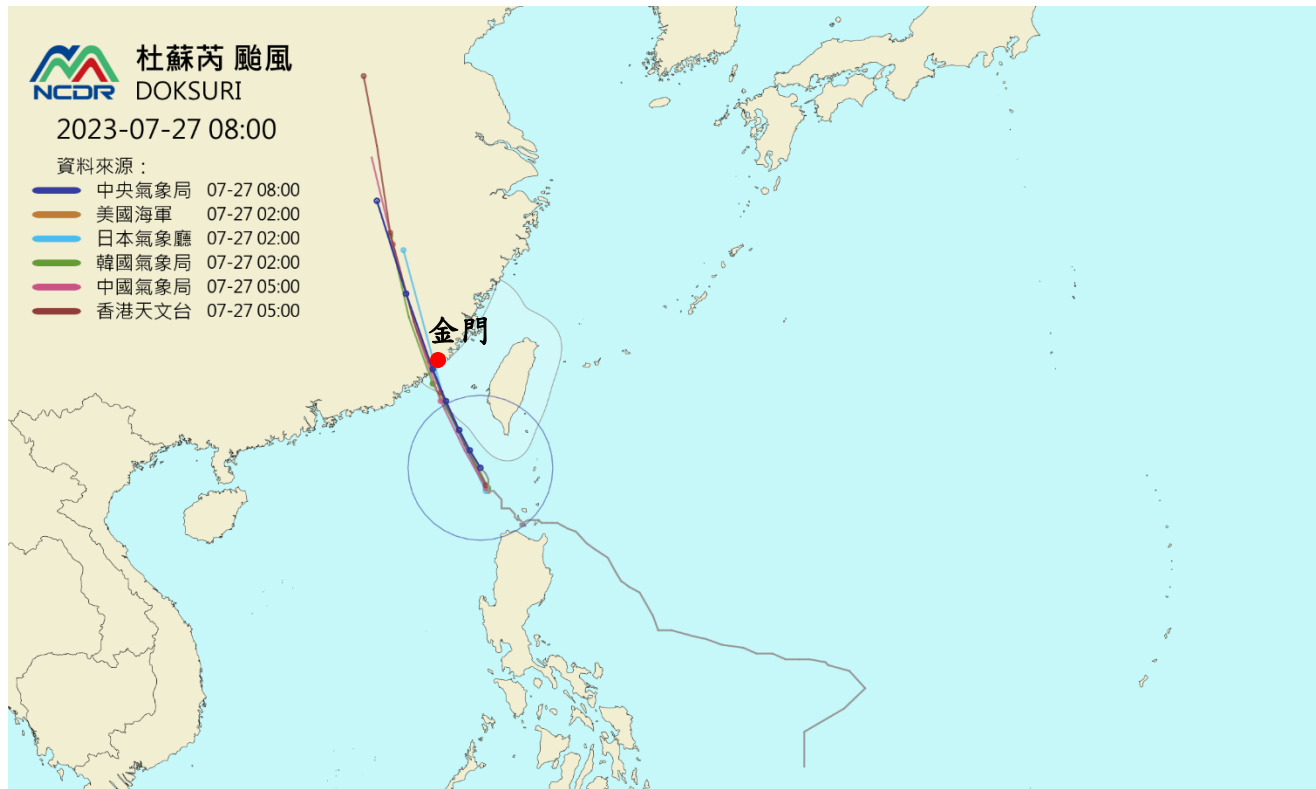 杜蘇芮 颱風
NCDR
DOKSURI
2023-07-27 08:00
資料來源：
中央氣象局 07-27 08:00
美國海軍 07-27 02:00
日本氣象廳 07-27 02:00
韓國氣象局 07-27 02:00
中國氣象局 07-27 05:00
香港天文台 07-27 05:00
金門